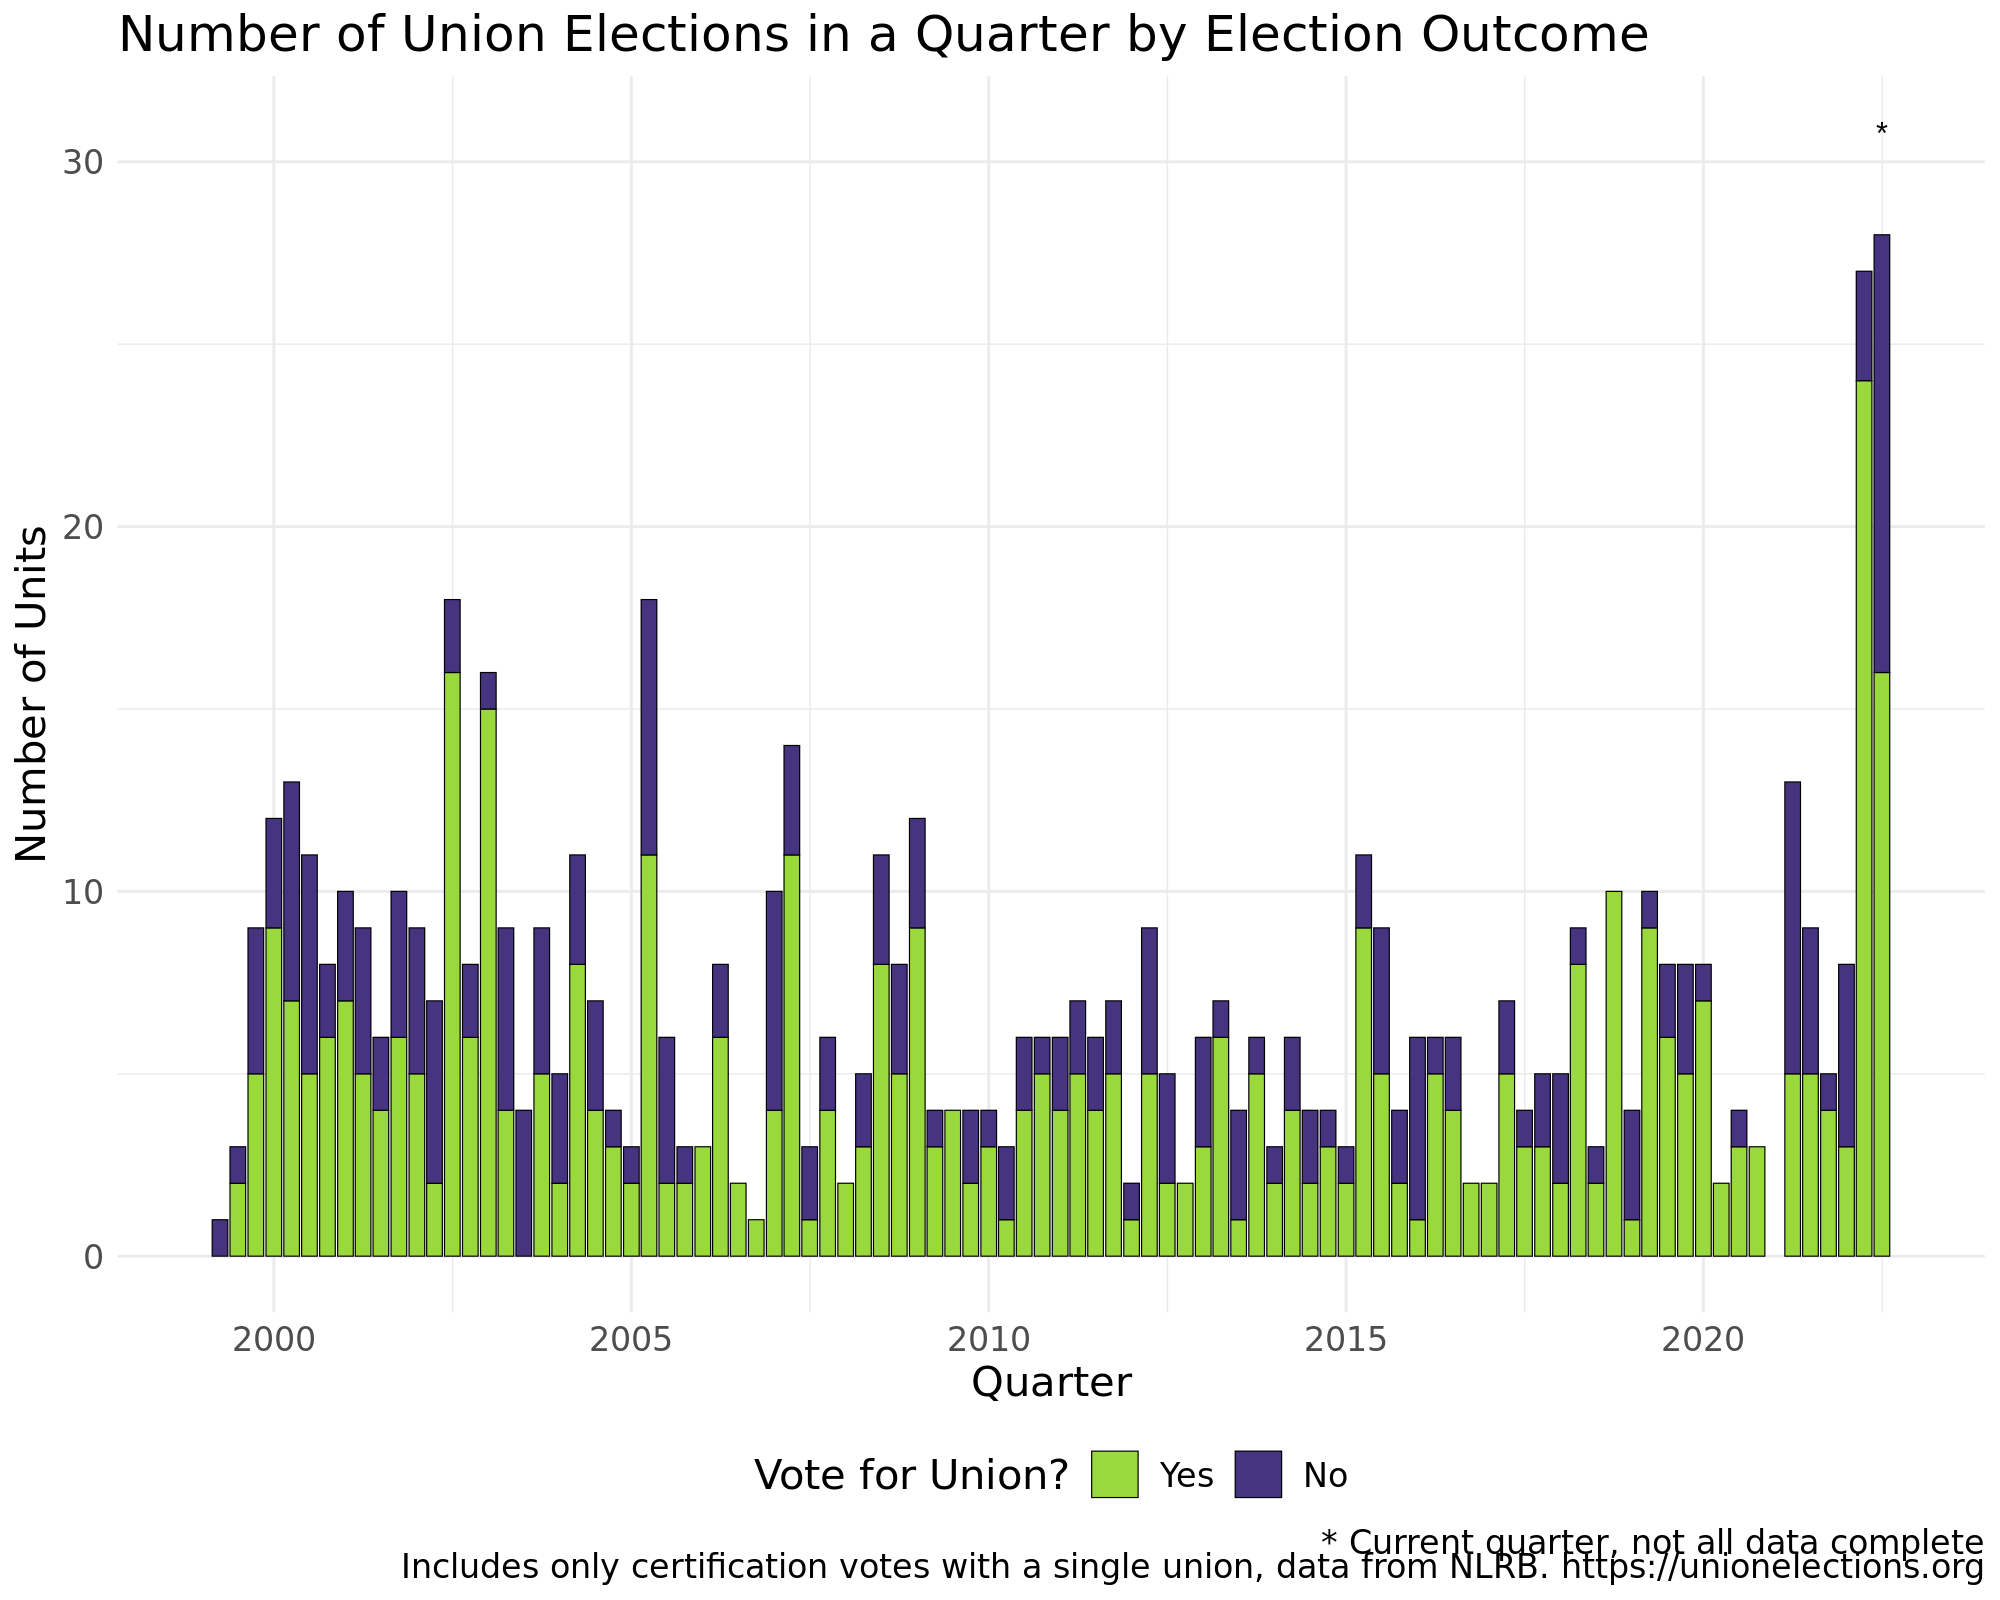 Number of Union Elections in a Quarter by Election Outcome
*
30
20
10
0
Number of Units
2000 2005 2010 2015 2020
Quarter
Vote for Union? Yes No
* Current quarter, not all data complete
Includes only certification votes with a single union, data from NLRB. https://unionelections.org